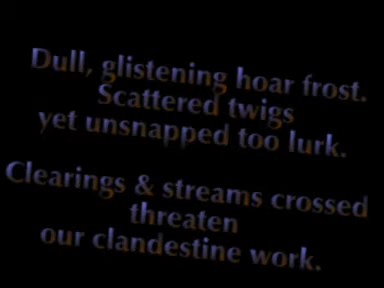 Dull, glistening hoar frost.
Scattered twigs
yet unsnapped too lurk.
Clearings & streams crossed
threaten
our clandestine work.